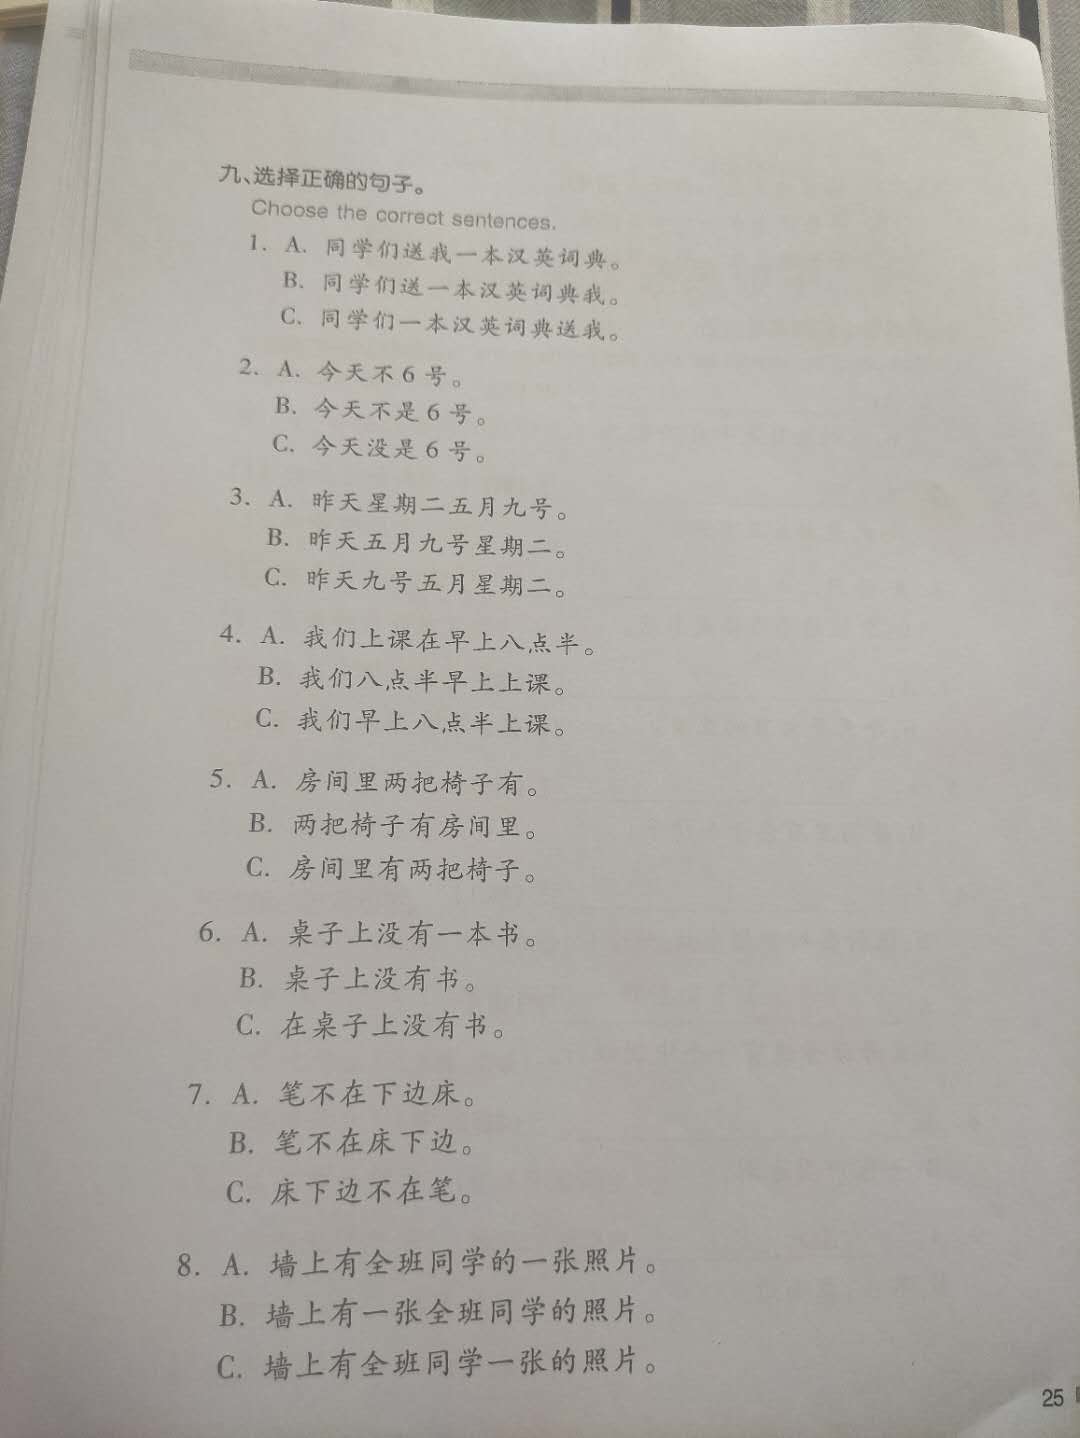 九、选择正确的句子。
Choose the correct sentences.
1. A. 同学们送我一本汉英词典。
B. 同学们送一本汉英词典我。
C. 同学们一本汉英词典送我。
2. A. 今天不6号。
B. 今天不是6号。
C. 今天没是6号。
3. A. 昨天星期二五月九号。
B. 昨天五月九号星期二。
C. 昨天九号五月星期二。
4. A. 我们上课在早上八点半。
B. 我们八点半早上上课。
C. 我们早上八点半上课。
5. A. 房间里两把椅子有。
B. 两把椅子有房间里。
C. 房间里有两把椅子。
6. A. 桌子上没有一本书。
B. 桌子上没有书。
C. 在桌子上没有书。
7. A. 笔不在下边床。
B. 笔不在床下边。
C. 床下边不在笔。
8. A. 墙上有全班同学的一张照片。
B. 墙上有一张全班同学的照片。
C. 墙上有全班同学一张的照片。
25